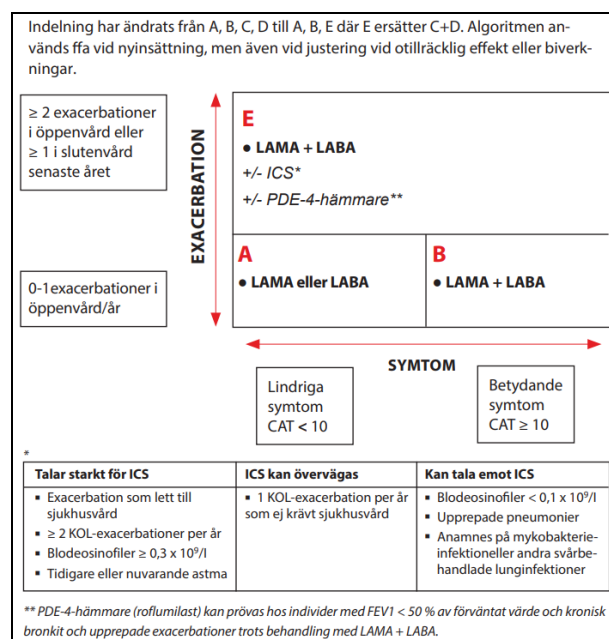 Indelning har ändrats från A, B, C, D till A, B, E där E ersätter C+D. Algoritmen an-
vänds ffa vid nyinsättning, men även vid justering vid otillräcklig effekt eller biverk-
ningar.
≥ 2 exacerbationer
i öppenvård eller
≥ 1 i slutenvård
senaste året
0-1exacerbationer i
öppenvård/år
EXACERBATION
E
● LAMA + LABA
+/- ICS*
+/- PDE-4-hämmare**
A
● LAMA eller LABA
B
● LAMA + LABA
SYMTOM
Lindriga
symtom
CAT < 10
Betydande
symtom
CAT ≥ 10
*
Talar starkt för ICS
▪ Exacerbation som lett till
sjukhusvård
▪ ≥ 2 KOL-exacerbationer per år
▪ Blodeosinofiler ≥ 0,3 x 10⁹/l
▪ Tidigare eller nuvarande astma
ICS kan övervägas
▪ 1 KOL-exacerbation per år
som ej krävt sjukhusvård
Kan tala emot ICS
▪ Blodeosinofiler < 0,1 x 10⁹/l
▪ Upprepade pneumonier
▪ Anamnes på mykobakterie-
infektioneller andra svårbe-
handlade lunginfektioner
** PDE-4-hämmare (roflumilast) kan prövas hos individer med FEV1 < 50 % av förväntat värde och kronisk
bronkit och upprepade exacerbationer trots behandling med LAMA + LABA.